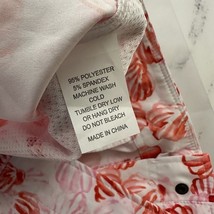 95% POLYESTER
5% SPANDEX
MACHINE WASH
COLD
TUMBLE DRY LOW
OR HANG DRY
DO NOT BLEACH
MADE IN CHINA